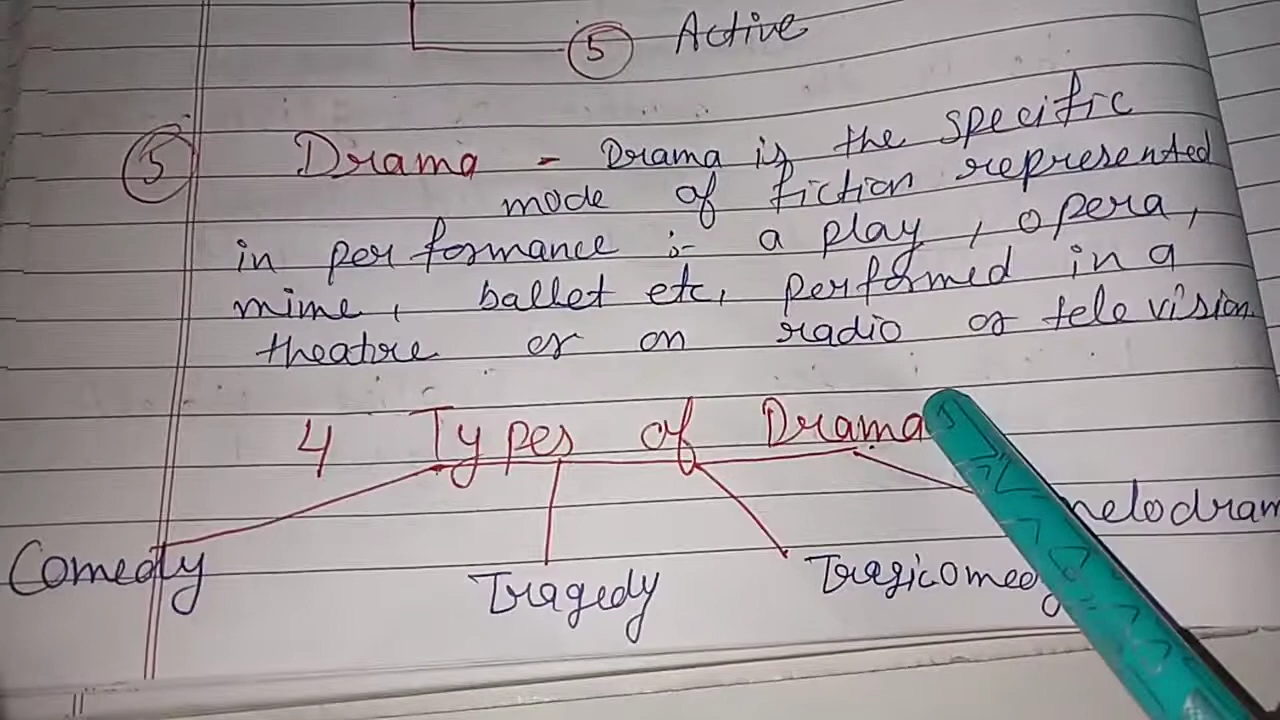 5 Active
5 Drama - Drama is the specific
mode of fiction represented
in performance :- a play, opera,
mime, ballet etc, performed in a
theatre or on radio or television
4 Types of Drama
Comedy Tragedy Tragicomedy melodram